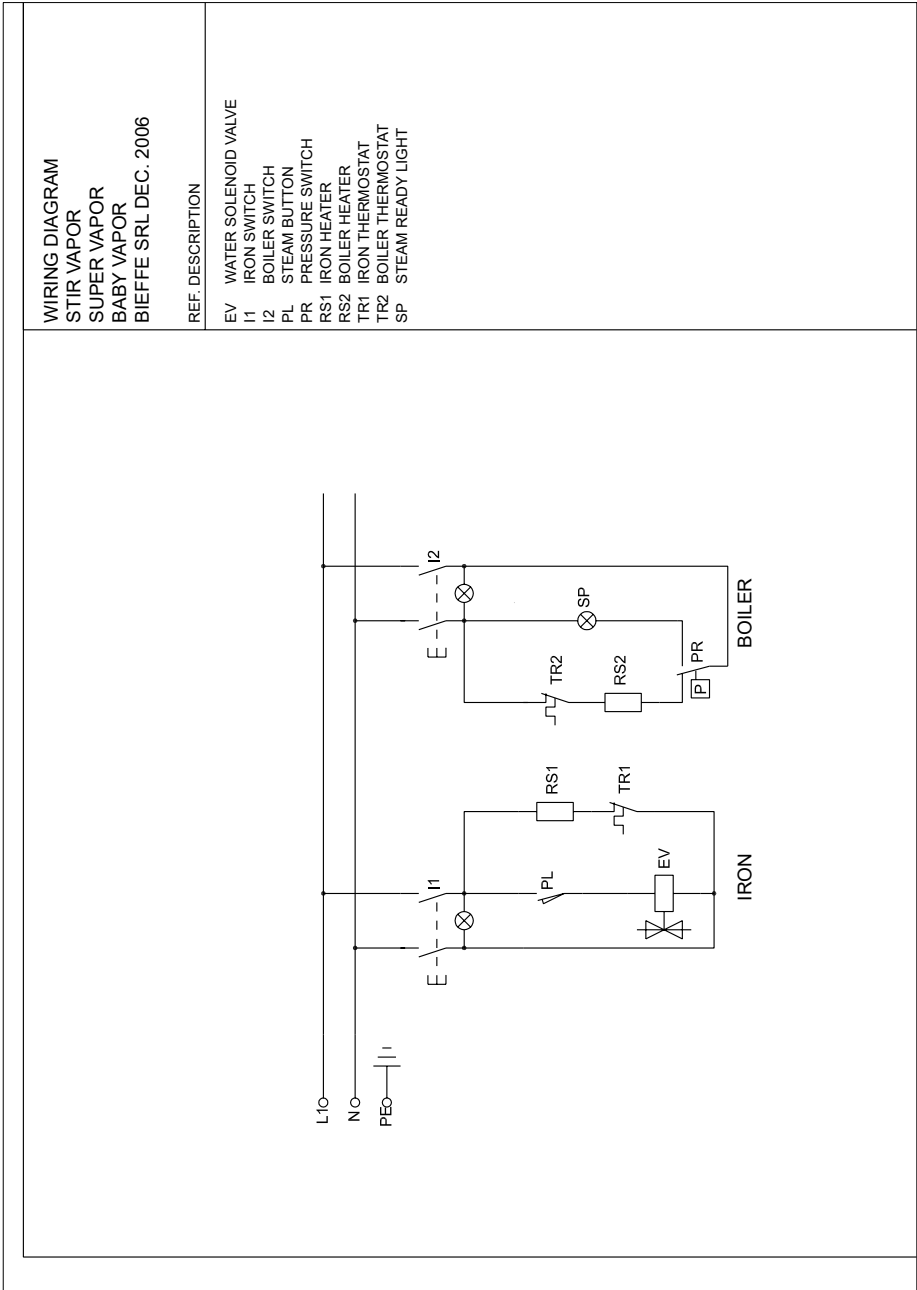 WIRING DIAGRAM
STIR VAPOR
SUPER VAPOR
BABY VAPOR
BIEFFE SRL DEC. 2006
REF. DESCRIPTION
EV WATER SOLENOID VALVE
I1 IRON SWITCH
I2 BOILER SWITCH
PL STEAM BUTTON
PR PRESSURE SWITCH
RS1 IRON HEATER
RS2 BOILER HEATER
TR1 IRON THERMOSTAT
TR2 BOILER THERMOSTAT
SP STEAM READY LIGHT
L1
N
PE
I1
I2
PL
EV
RS1
TR1
TR2
RS2
SP
P
PR
IRON
BOILER